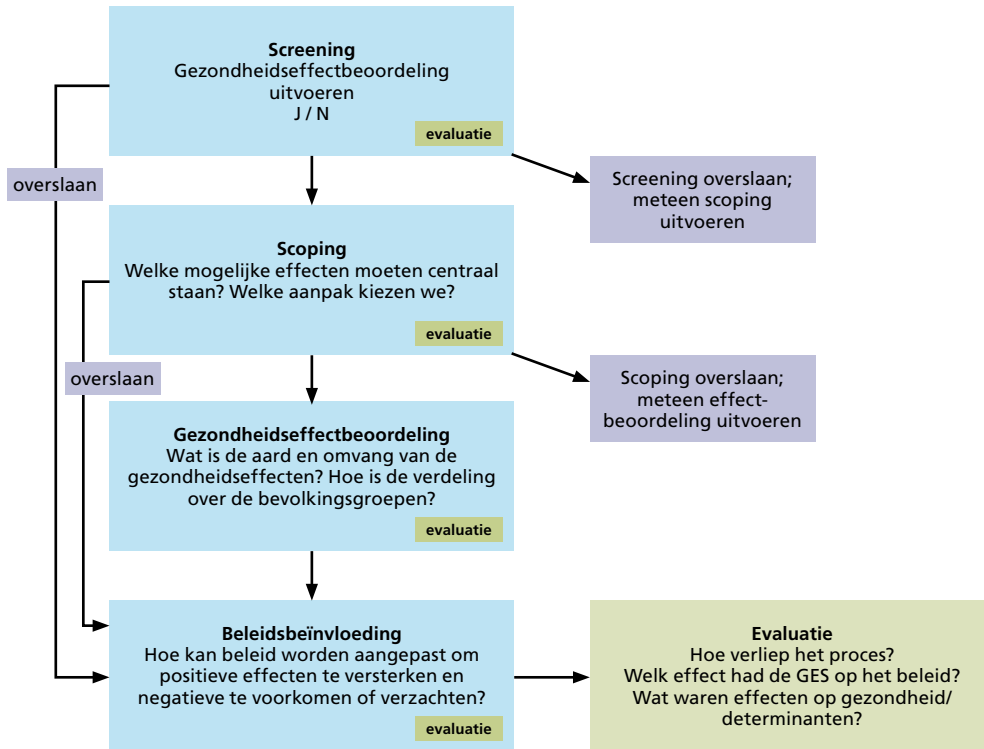 Screening
Gezondheidseffectbeoordeling
uitvoeren
J / N
evaluatie
overslaan
Screening overslaan;
meteen scoping
uitvoeren
Scoping
Welke mogelijke effecten moeten centraal
staan? Welke aanpak kiezen we?
evaluatie
overslaan
Scoping overslaan;
meteen effect-
beoordeling uitvoeren
Gezondheidseffectbeoordeling
Wat is de aard en omvang van de
gezondheidseffecten? Hoe is de verdeling
over de bevolkingsgroepen?
evaluatie
Beleidsbeïnvloeding
Hoe kan beleid worden aangepast om
positieve effecten te versterken en
negatieve te voorkomen of verzachten?
evaluatie
Evaluatie
Hoe verliep het proces?
Welk effect had de GES op het beleid?
Wat waren effecten op gezondheid/
determinanten?